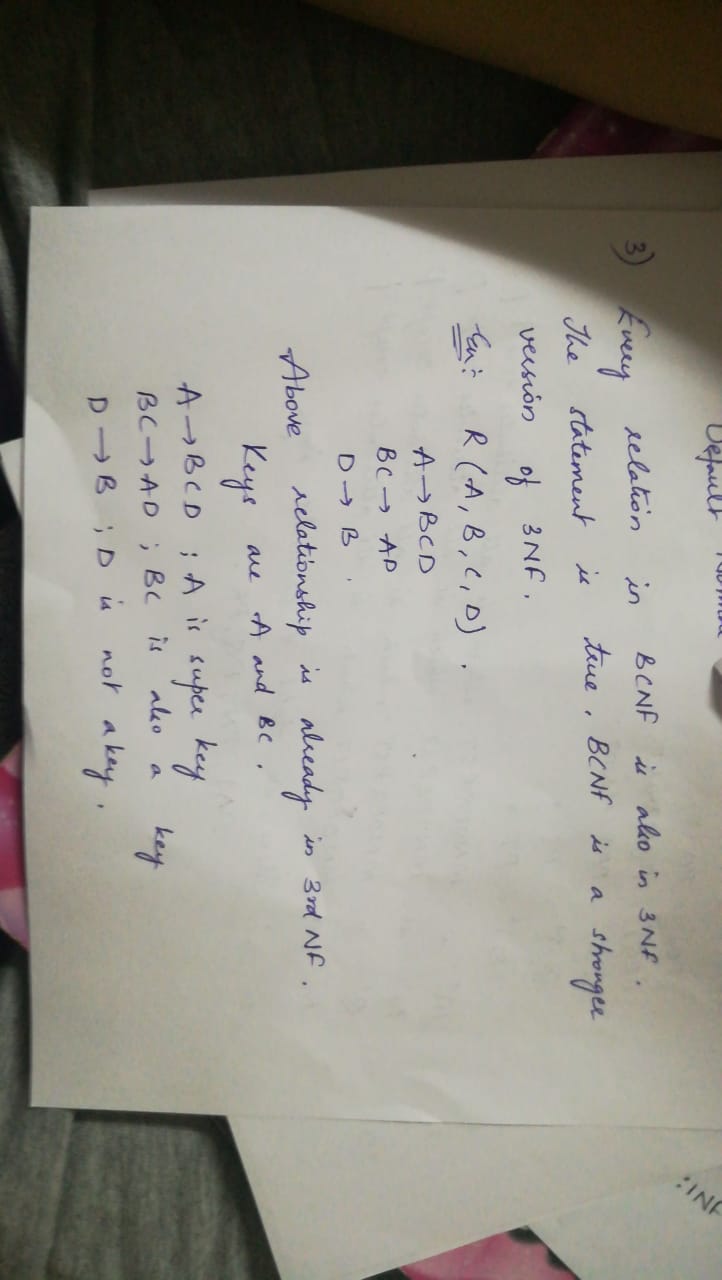 Default
3) Every relation in BCNF is also in 3NF.
The statement is true, BCNF is a stronger
version of 3NF.
Ex:- R(A,B,C,D).
A→BCD
BC→AD
D→B.
Above relationship is already in 3rd NF.
Keys are A and BC.
A→BCD ; A is super key
BC→AD ; BC is also a key
D→B ; D is not a key.